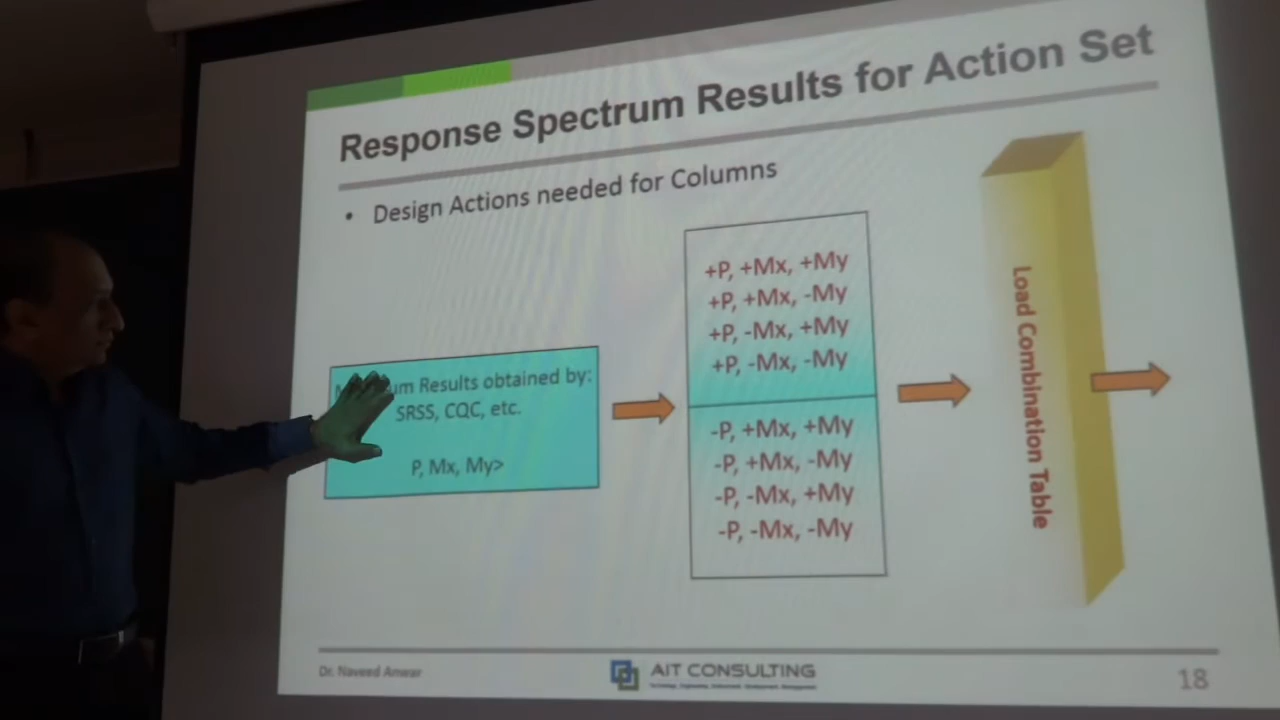 Response Spectrum Results for Action Set
• Design Actions needed for Columns
Results obtained by:
SRSS, CQC, etc.
P, Mx, My>
+P, +Mx, +My
+P, +Mx, -My
+P, -Mx, +My
+P, -Mx, -My
-P, +Mx, +My
-P, +Mx, -My
-P, -Mx, +My
-P, -Mx, -My
Load Combination Table
Dr. Naveed Anwar
AIT CONSULTING
18